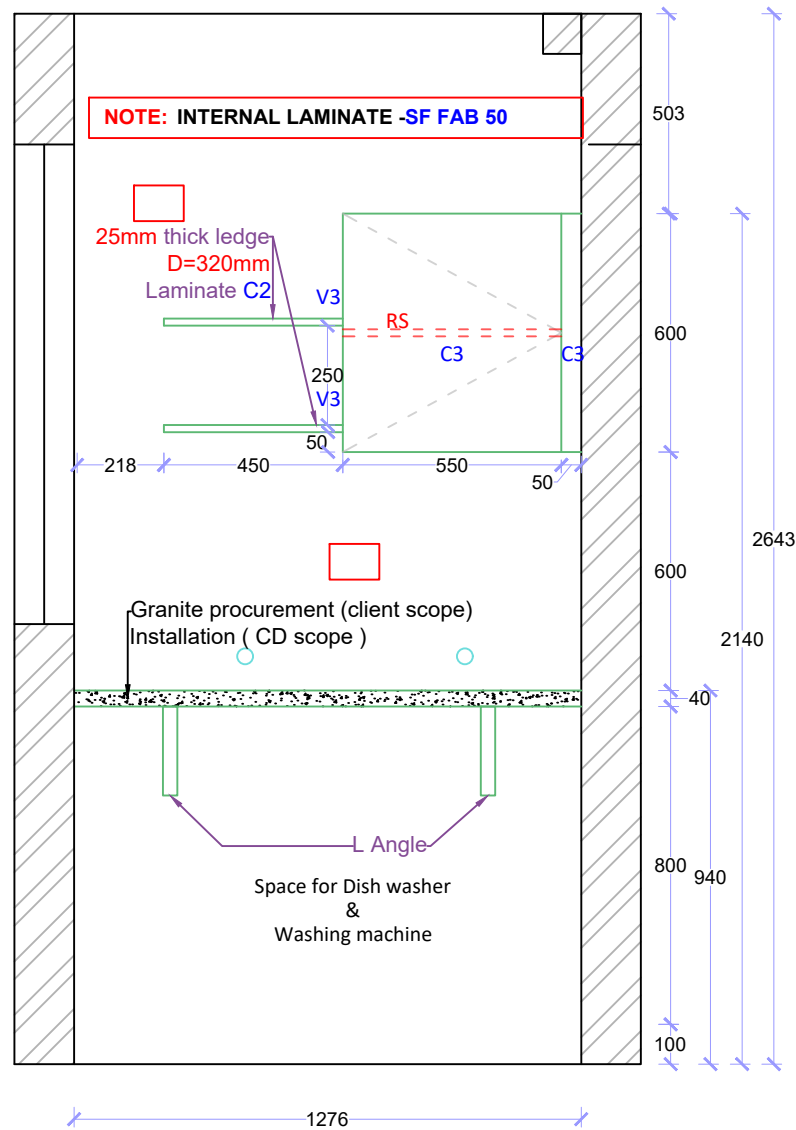 NOTE: INTERNAL LAMINATE -SF FAB 50
503
25mm thick ledge
D=320mm
Laminate C2
V3
RS
C3
C3
600
250
V3
50
218
450
550
50
2643
600
2140
Granite procurement (client scope)
Installation ( CD scope )
40
L Angle
800
940
Space for Dish washer
&
Washing machine
100
1276